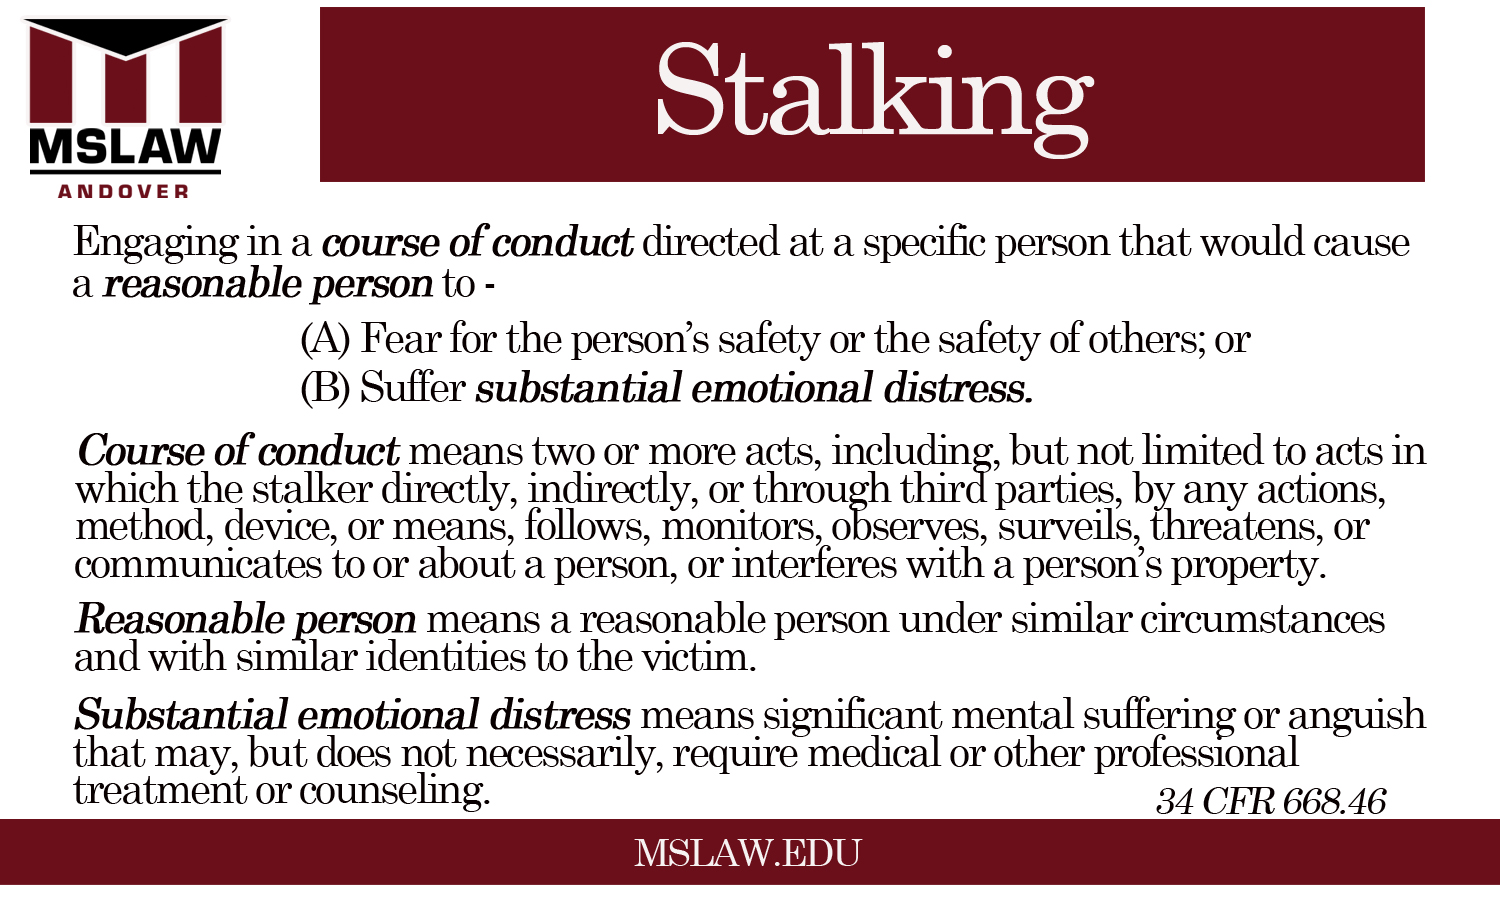 MSLAW
ANDOVER
Stalking
Engaging in a course of conduct directed at a specific person that would cause
a reasonable person to -
(A) Fear for the person’s safety or the safety of others; or
(B) Suffer substantial emotional distress.
Course of conduct means two or more acts, including, but not limited to acts in
which the stalker directly, indirectly, or through third parties, by any actions,
method, device, or means, follows, monitors, observes, surveils, threatens, or
communicates to or about a person, or interferes with a person’s property.
Reasonable person means a reasonable person under similar circumstances
and with similar identities to the victim.
Substantial emotional distress means significant mental suffering or anguish
that may, but does not necessarily, require medical or other professional
treatment or counseling.
34 CFR 668.46
MSLAW.EDU